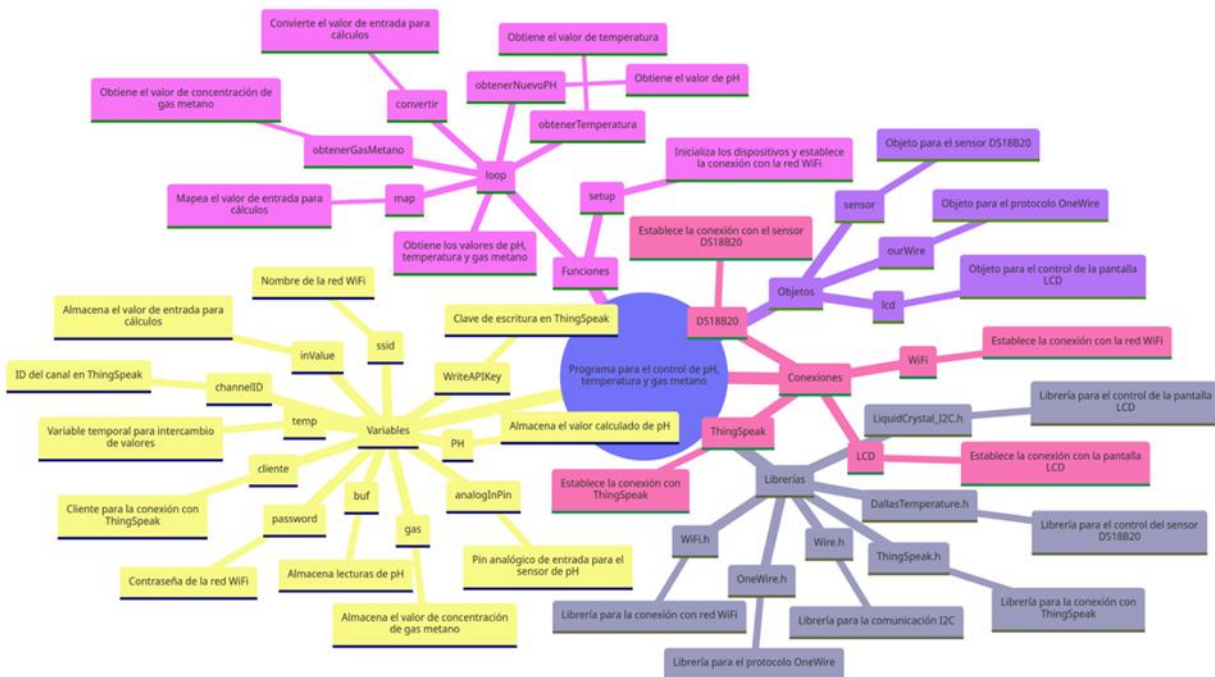 Convierte el valor de entrada para
cálculos
convertir
Obtiene el valor de temperatura
obtenerTemperatura
obtenerNuevoPH
Obtiene el valor de pH
Obtiene el valor de concentración de
gas metano
obtenerGasMetano
Mapea el valor de entrada para
cálculos
map
loop
Obtiene los valores de pH,
temperatura y gas metano
Inicializa los dispositivos y establece
la conexión con la red WiFi
setup
Funciones
Objeto para el sensor DS18B20
sensor
Objeto para el protocolo OneWire
ourWire
Objeto para el control de la pantalla
LCD
lcd
Objetos
Establece la conexión con el sensor
DS18B20
DS18B20
Programa para el control de pH,
temperatura y gas metano
Conexiones
WiFi
Establece la conexión con la red WiFi
LCD
Establece la conexión con la pantalla
LCD
ThingSpeak
Establece la conexión con
ThingSpeak
Nombre de la red WiFi
ssid
Clave de escritura en ThingSpeak
WriteAPIKey
Almacena el valor de entrada para
cálculos
inValue
ID del canal en ThingSpeak
channelID
Variable temporal para intercambio de
valores
temp
Variables
PH
Almacena el valor calculado de pH
cliente
Cliente para la conexión con
ThingSpeak
password
Contraseña de la red WiFi
buf
Almacena lecturas de pH
gas
Almacena el valor de concentración
de gas metano
analogInPin
Pin analógico de entrada para el
sensor de pH
Librerías
LiquidCrystal_I2C.h
Librería para el control de la pantalla
LCD
DallasTemperature.h
Librería para el control del sensor
DS18B20
ThingSpeak.h
Librería para la conexión con
ThingSpeak
Wire.h
Librería para la comunicación I2C
OneWire.h
Librería para el protocolo OneWire
WiFi.h
Librería para la conexión con red WiFi